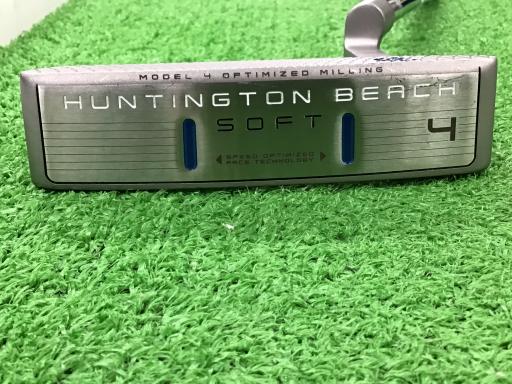 MODEL 4 OPTIMIZED MILLING
HUNTINGTON BEACH
SOFT
4
SPEED OPTIMIZED
FACE TECHNOLOGY